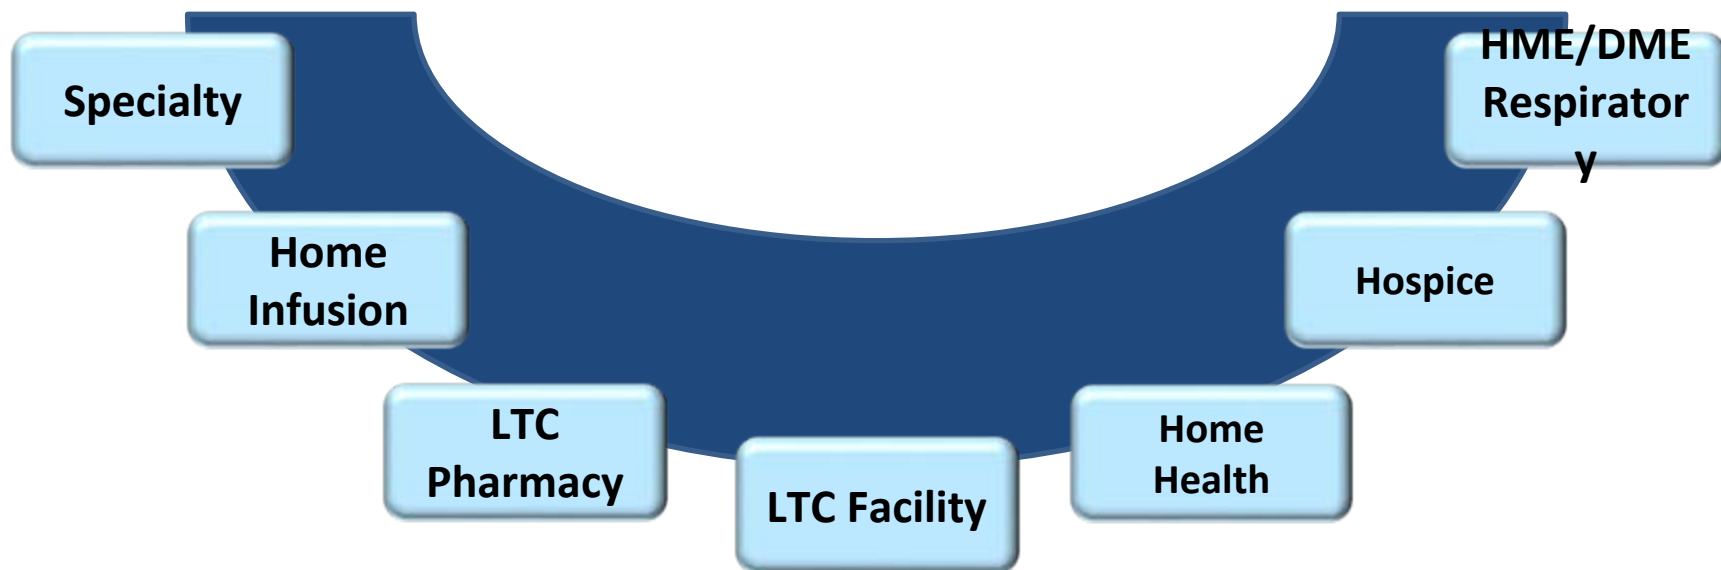 Specialty
HME/DME
Respirator
y
Home
Infusion
Hospice
LTC
Pharmacy
LTC Facility
Home
Health